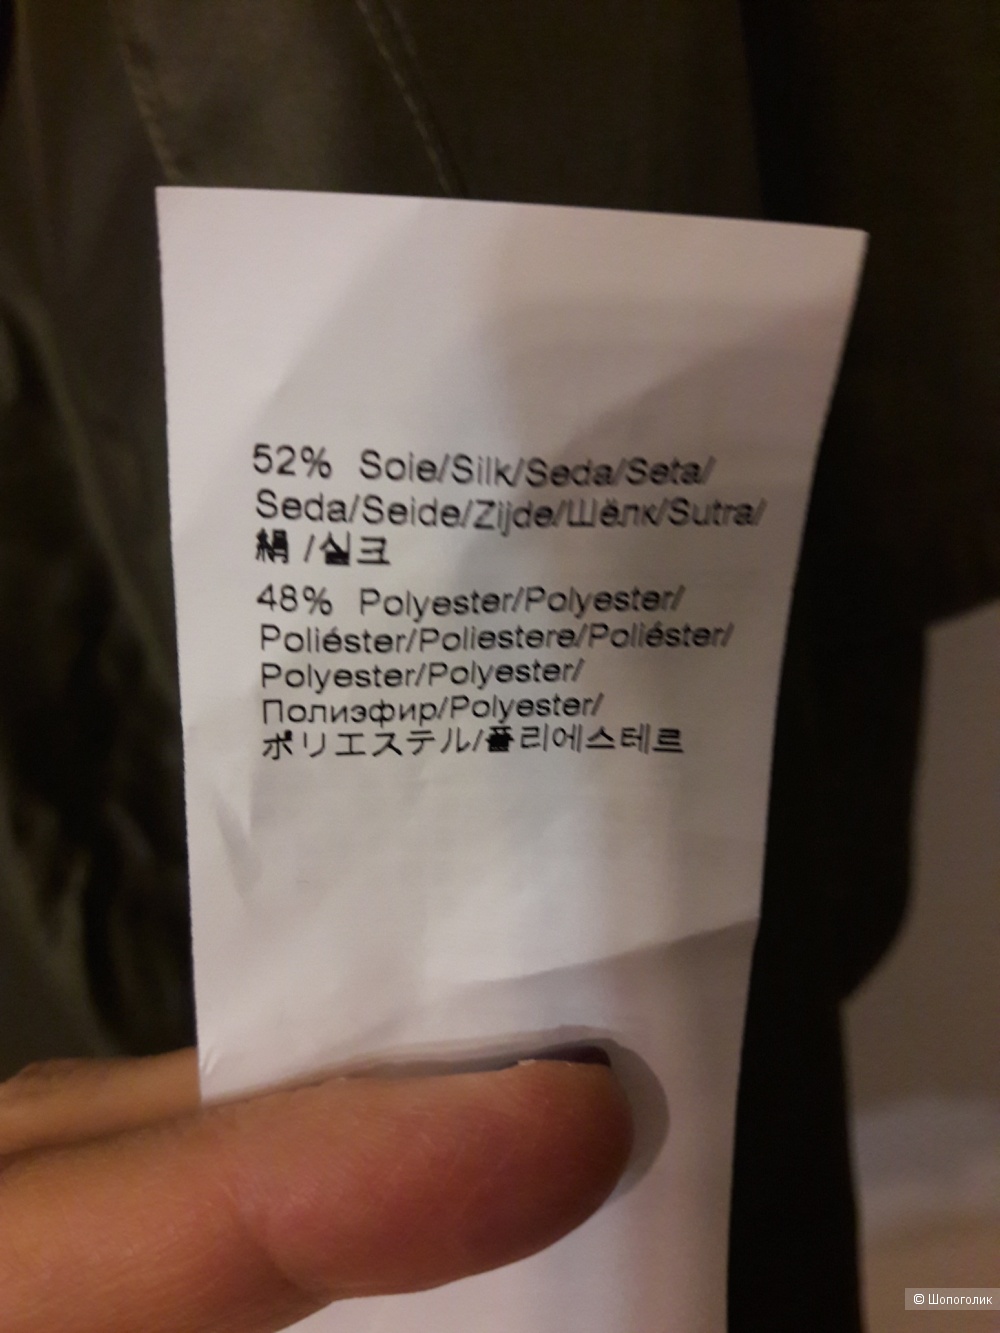 52% Soie/Silk/Seda/Seta/
Seda/Seide/Zijde/Шёлк/Sutra/
絹 /실크
48% Polyester/Polyester/
Poliéster/Poliestere/Poliéster/
Polyester/Polyester/
Полиэфир/Polyester/
ポリエステル/폴리에스테르
© Шопоголик